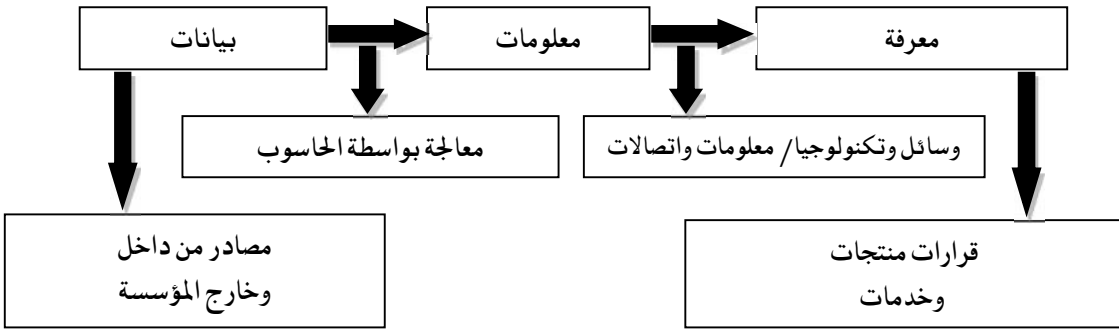 بيانات
معلومات
معرفة
معالجة بواسطة الحاسوب
وسائل وتكنولوجيا/ معلومات واتصالات
مصادر من داخل
وخارج المؤسسة
قرارات منتجات
وخدمات